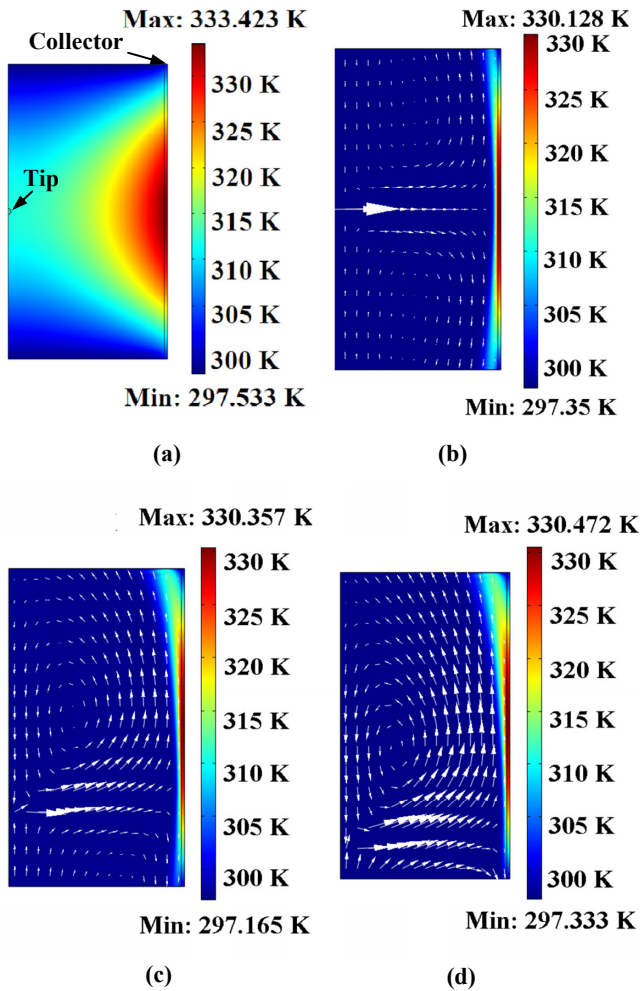 Max: 333.423 K
Collector
330 K
325 K
320 K
Tip
315 K
310 K
305 K
300 K
Min: 297.533 K
(a)
Max: 330.128 K
330 K
325 K
320 K
315 K
310 K
305 K
300 K
Min: 297.35 K
(b)
Max: 330.357 K
330 K
325 K
320 K
315 K
310 K
305 K
300 K
Min: 297.165 K
(c)
Max: 330.472 K
330 K
325 K
320 K
315 K
310 K
305 K
300 K
Min: 297.333 K
(d)